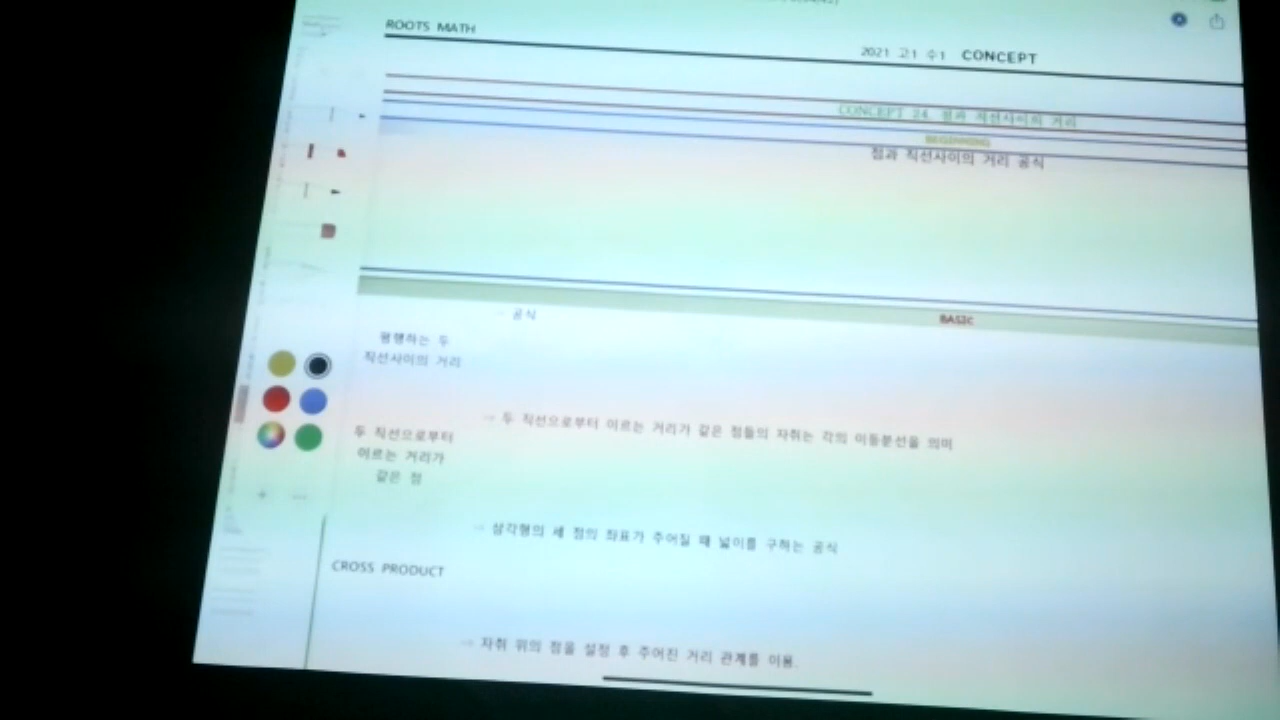 ROOTS MATH
2021 고1 수1 CONCEPT
CONCEPT 24. 점과 직선사이의 거리
BEGINNING
점과 직선사이의 거리 공식
BASIC
→ 공식
평행하는 두
직선사이의 거리
→ 두 직선으로부터 이르는 거리가 같은 점들의 자취는 각의 이등분선을 의미
두 직선으로부터
이르는 거리가
같은 점
→ 삼각형의 세 점의 좌표가 주어질 때 넓이를 구하는 공식
CROSS PRODUCT
→ 자취 위의 점을 설정 후 주어진 거리 관계를 이용.